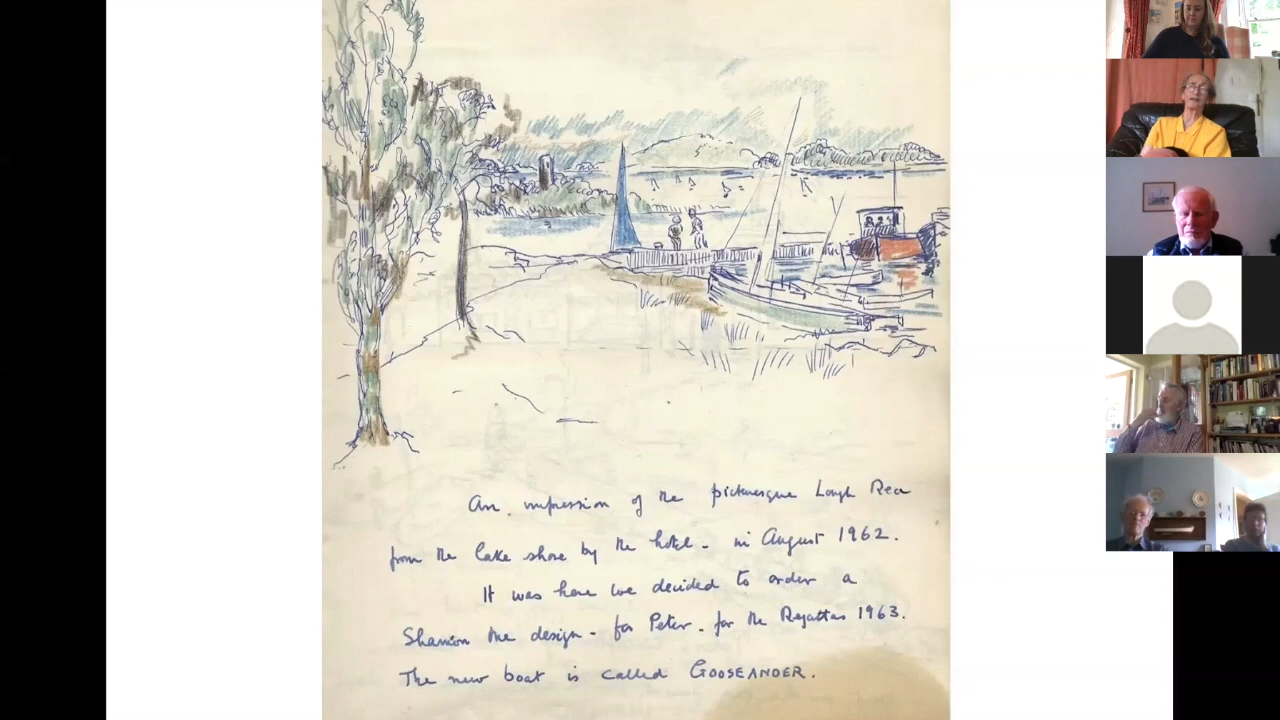 An impression of the picturesque Lough Rea
from the lake shore by the hotel - in August 1962.
It was here we decided to order a
Shannon One design - for Peter - for the Regattas 1963.
The new boat is called GOOSEANDER.